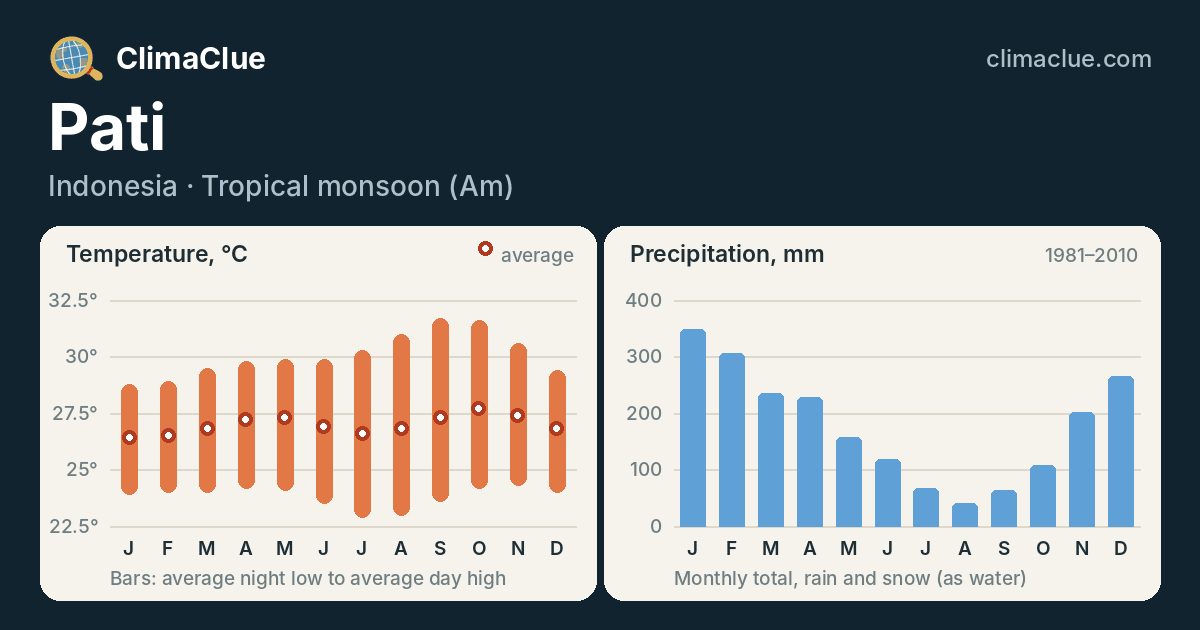 ClimaClue
climaclue.com
Pati
Indonesia · Tropical monsoon (Am)
Temperature, °C
average
32.5°
30°
27.5°
25°
22.5°
J F M A M J J A S O N D
Bars: average night low to average day high
Precipitation, mm
1981–2010
400
300
200
100
0
J F M A M J J A S O N D
Monthly total, rain and snow (as water)